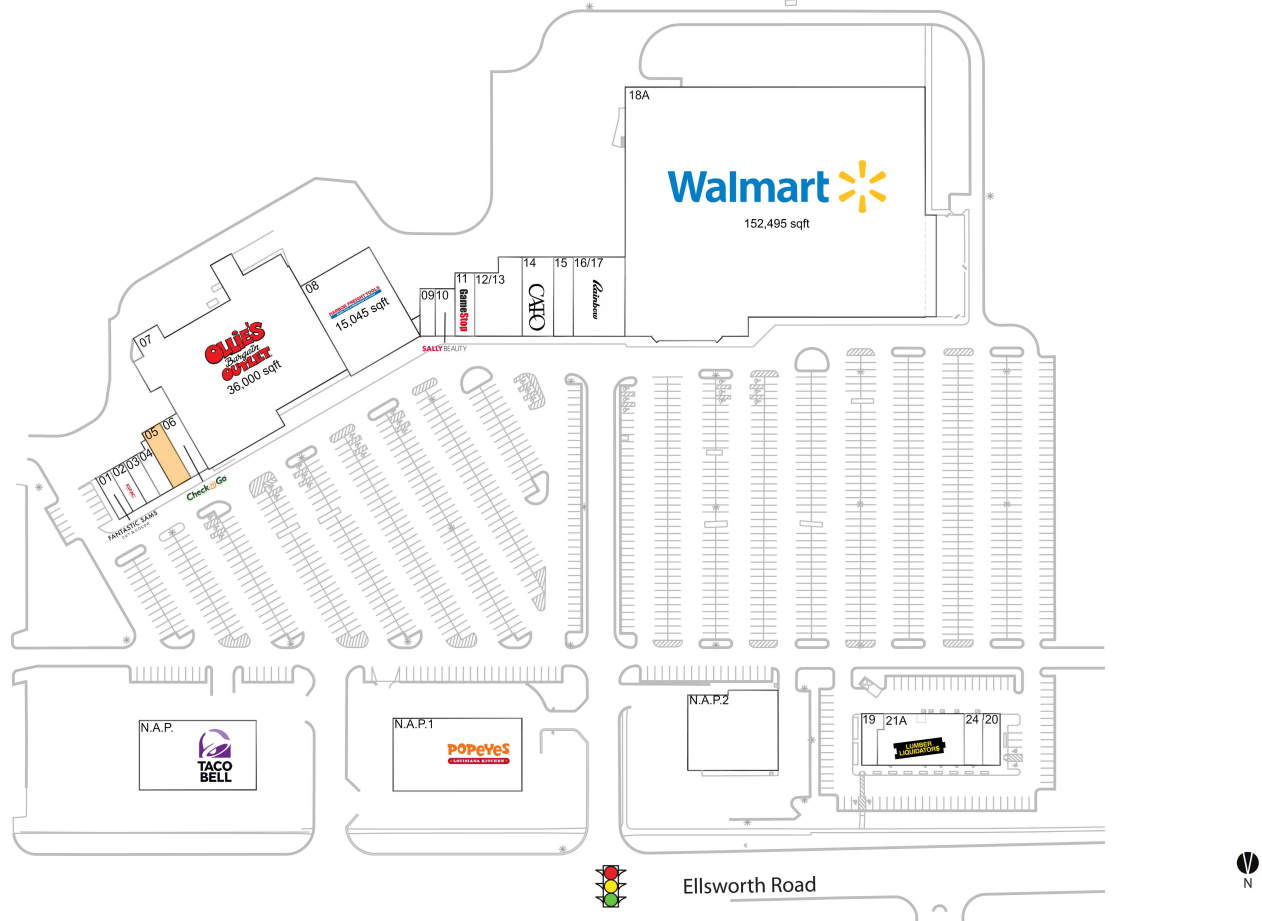 18A
Walmart
152,495 sqft
14
15
16/17
CATO
Rainbow
11
12/13
GameStop
09
10
SALLY BEAUTY
08
HARBOR FREIGHT TOOLS
15,045 sqft
07
OLLIE'S
Bargain
OUTLET
36,000 sqft
06
05
04
03
02
01
Check n Go
FANTASTIC SAMS
CUT & COLOR
N.A.P.
TACO
BELL
N.A.P.1
POPEYES
LOUISIANA KITCHEN
N.A.P.2
19
21A
24
20
LUMBER
LIQUIDATORS
Ellsworth Road
N